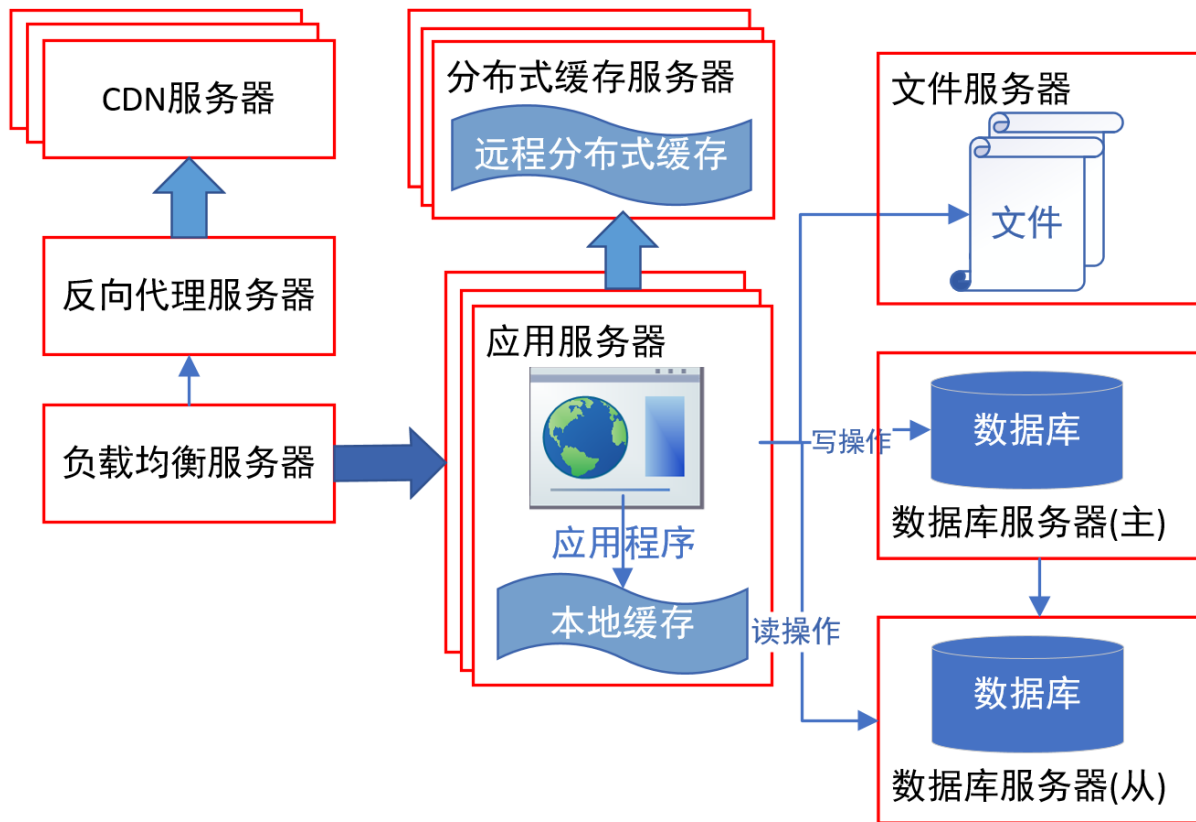 CDN服务器
反向代理服务器
负载均衡服务器
分布式缓存服务器
远程分布式缓存
应用服务器
应用程序
本地缓存
文件服务器
文件
写操作
数据库
数据库服务器(主)
读操作
数据库
数据库服务器(从)